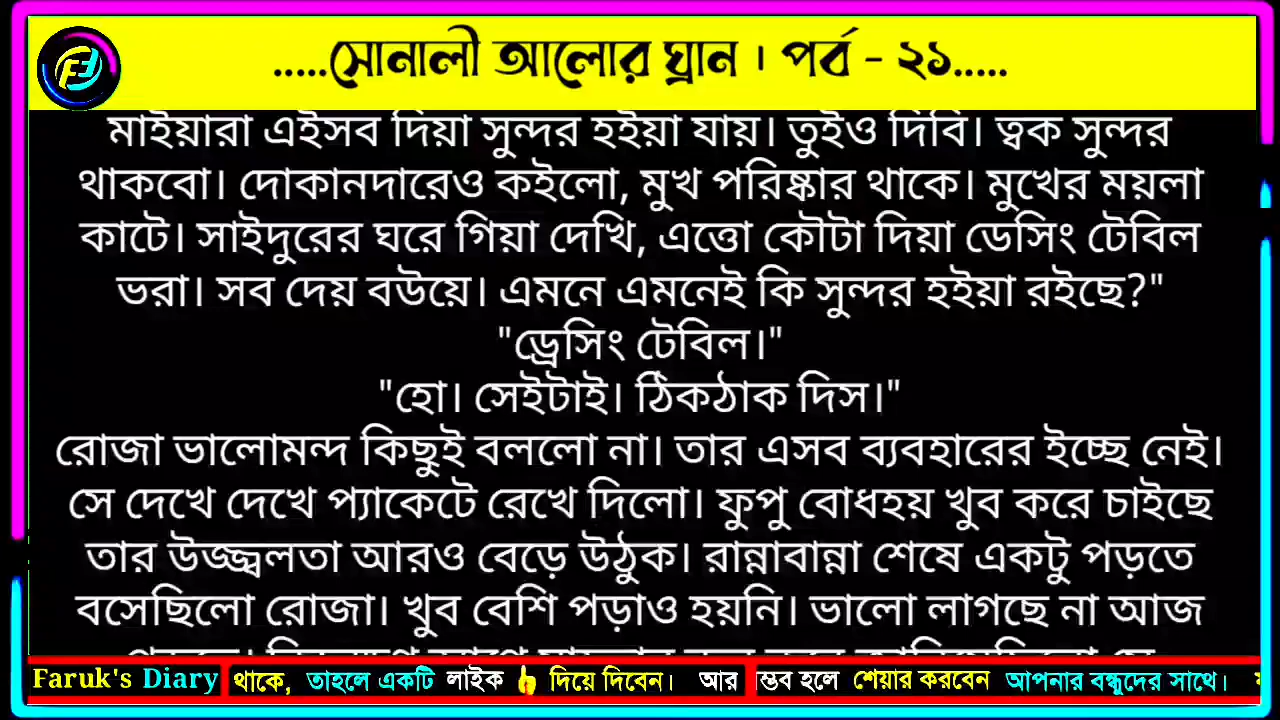 .....সোনালী আলোর ঘ্রান । পর্ব - ২১.....
মাইয়ারা এইসব দিয়া সুন্দর হইয়া যায়। তুইও দিবি। ত্বক সুন্দর
থাকবো। দোকানদারেও কইলো, মুখ পরিষ্কার থাকে। মুখের ময়লা
কাটে। সাইদুরের ঘরে গিয়া দেখি, এত্তো কৌটা দিয়া ডেসিং টেবিল
ভরা। সব দেয় বউয়ে। এমনে এমনেই কি সুন্দর হইয়া রইছে?"
"ড্রেসিং টেবিল।"
"হো। সেইটাই। ঠিকঠাক দিস।"
রোজা ভালোমন্দ কিছুই বললো না। তার এসব ব্যবহারের ইচ্ছে নেই।
সে দেখে দেখে প্যাকেটে রেখে দিলো। ফুপু বোধহয় খুব করে চাইছে
তার উজ্জ্বলতা আরও বেড়ে উঠুক। রান্নাবান্না শেষে একটু পড়তে
বসেছিলো রোজা। খুব বেশি পড়াও হয়নি। ভালো লাগছে না আজ
Faruk's Diary থাকে, তাহলে একটি লাইক 👆 দিয়ে দিবেন। আর ম্ভব হলে শেয়ার করবেন আপনার বন্ধুদের সাথে।